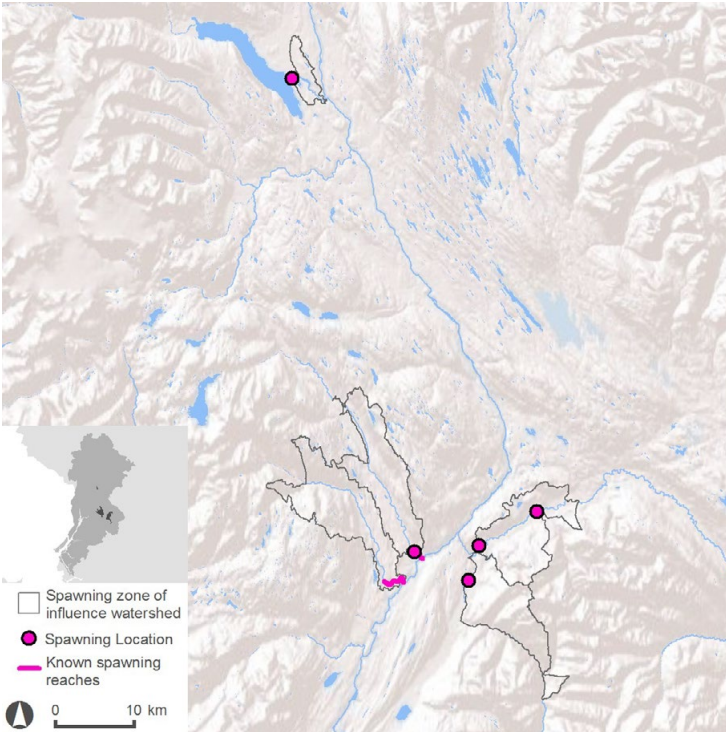 Spawning zone of
influence watershed
Spawning Location
Known spawning
reaches
0 10 km